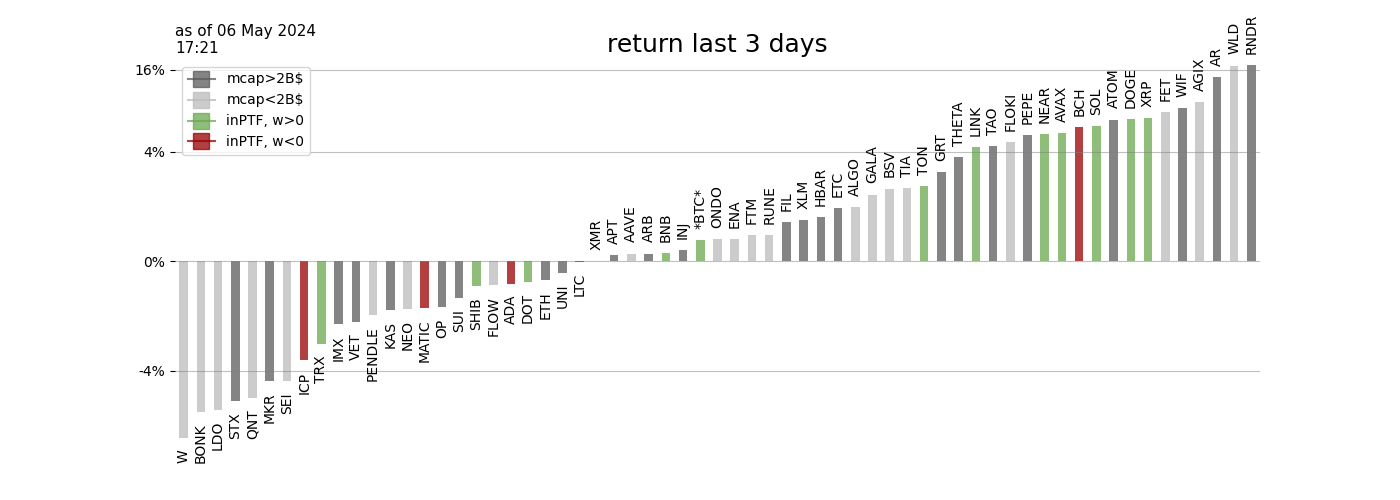 as of 06 May 2024
17:21
return last 3 days
mcap>2B$
mcap<2B$
inPTF, w>0
inPTF, w<0
16%
4%
0%
-4%
W
BONK
LDO
STX
QNT
MKR
SEI
ICP
TRX
IMX
VET
PENDLE
KAS
NEO
MATIC
OP
SUI
SHIB
FLOW
ADA
DOT
ETH
UNI
LTC
XMR
APT
AAVE
ARB
BNB
INJ
*BTC*
ONDO
ENA
FTM
RUNE
FIL
XLM
HBAR
ETC
ALGO
GALA
BSV
TIA
TON
GRT
THETA
LINK
TAO
FLOKI
PEPE
NEAR
AVAX
BCH
SOL
ATOM
DOGE
XRP
FET
WIF
AGIX
AR
WLD
RNDR